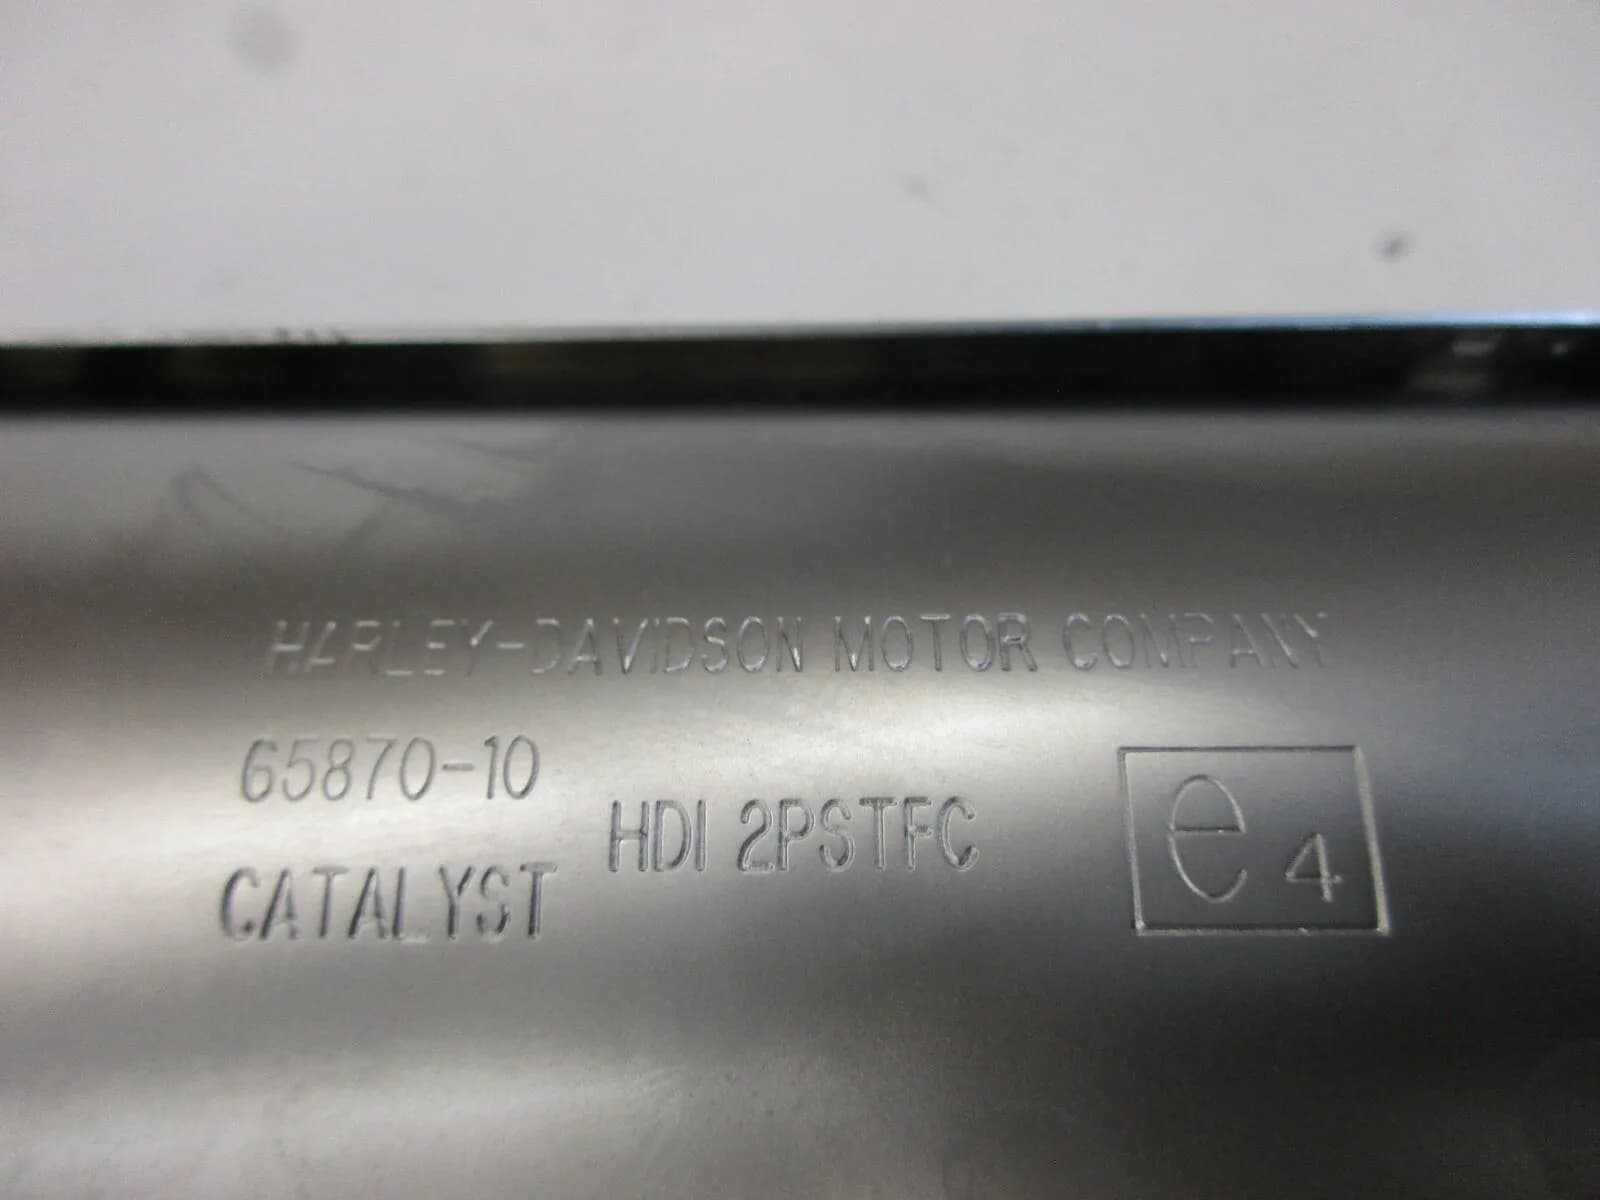 HARLEY-DAVIDSON MOTOR COMPANY
65870-10
HDI 2PSTFC
CATALYST
e4